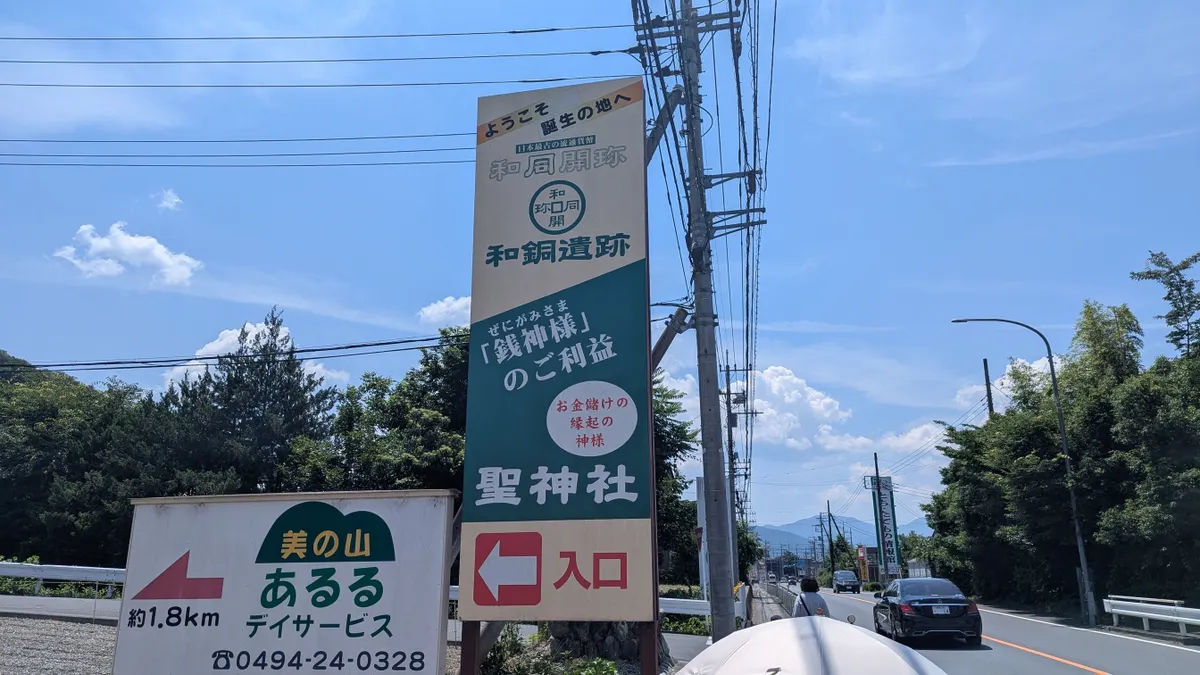 ようこそ
誕生の地へ
日本最古の流通貨幣
和同開珎
和
珎同
開
和銅遺跡
ぜにがみさま
「銭神様」
のご利益
お金儲けの
縁起の
神様
聖神社
入口
美の山
あるる
デイサービス
約1.8km
☎0494-24-0328